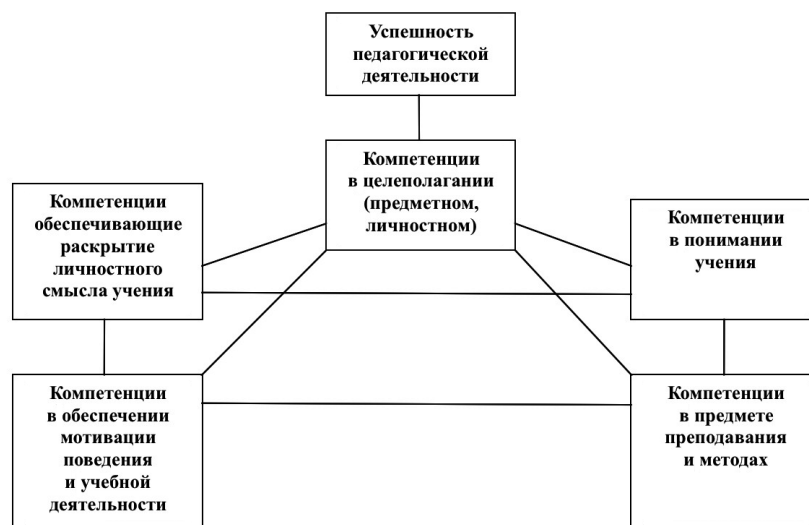 Успешность
педагогической
деятельности
Компетенции
в целеполагании
(предметном,
личностном)
Компетенции
обеспечивающие
раскрытие
личностного
смысла учения
Компетенции
в понимании
учения
Компетенции
в обеспечении
мотивации
поведения
и учебной
деятельности
Компетенции
в предмете
преподавания
и методах